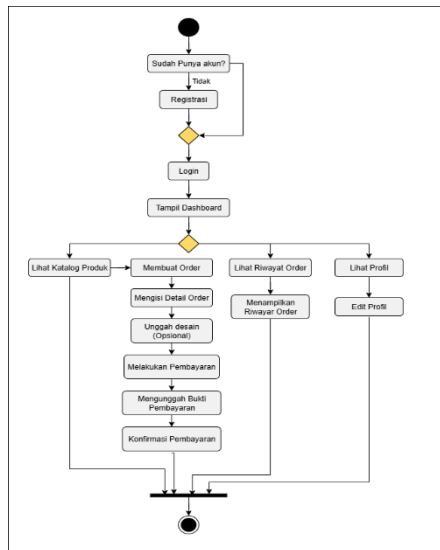 Sudah Punya akun?
Tidak
Registrasi
Login
Tampil Dashboard
Lihat Katalog Produk
Membuat Order
Lihat Riwayat Order
Lihat Profil
Mengisi Detail Order
Menampilkan
Riwayar Order
Edit Profil
Unggah desain
(Opsional)
Melakukan Pembayaran
Mengunggah Bukti
Pembayaran
Konfirmasi Pembayaran